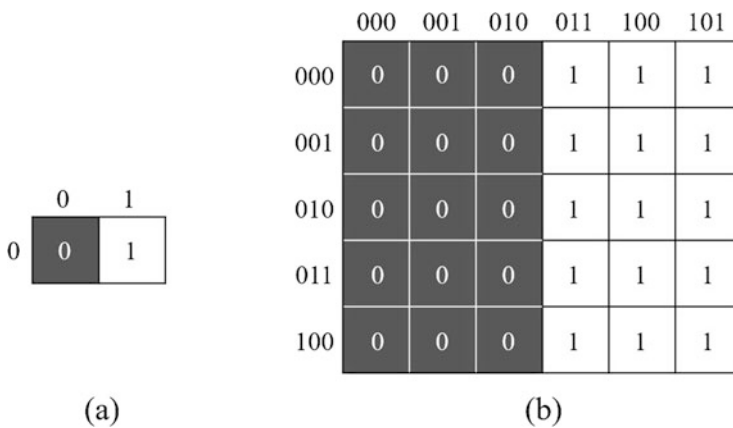 000 001 010 011 100 101
000 0 0 0 1 1 1
001 0 0 0 1 1 1
010 0 0 0 1 1 1
011 0 0 0 1 1 1
100 0 0 0 1 1 1
0 1
0 0 1
(a)
(b)